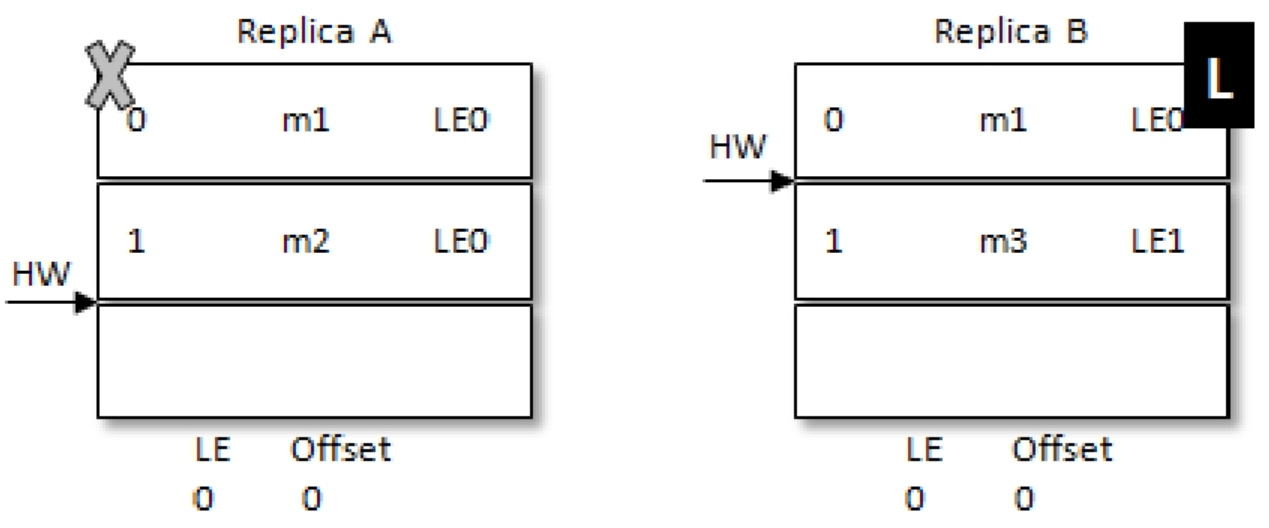 Replica A
0 m1 LE0
1 m2 LE0
HW
LE Offset
0 0
Replica B
L
0 m1 LE0
HW
1 m3 LE1
LE Offset
0 0